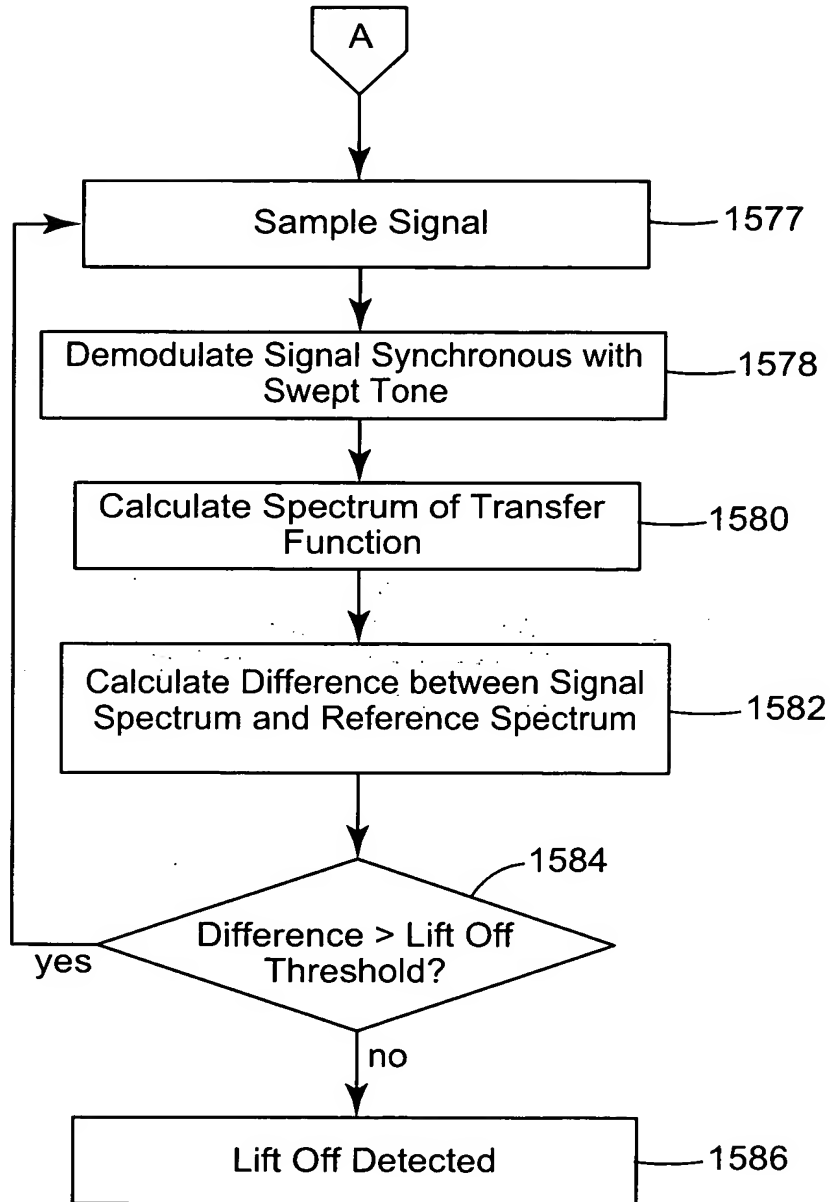 A
Sample Signal
1577
Demodulate Signal Synchronous with
Swept Tone
1578
Calculate Spectrum of Transfer
Function
1580
Calculate Difference between Signal
Spectrum and Reference Spectrum
1582
1584
Difference > Lift Off
Threshold?
yes
no
Lift Off Detected
1586